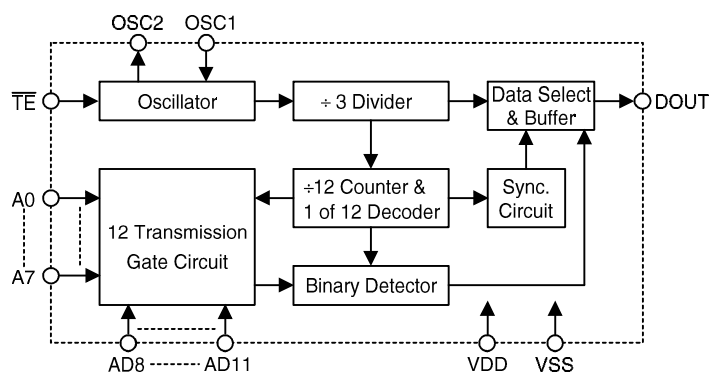 OSC2 OSC1
T̅E̅ Oscillator ÷ 3 Divider Data Select
& Buffer DOUT
A0 12 Transmission
Gate Circuit ÷12 Counter &
1 of 12 Decoder Sync.
Circuit
A7 Binary Detector
AD8 AD11 VDD VSS